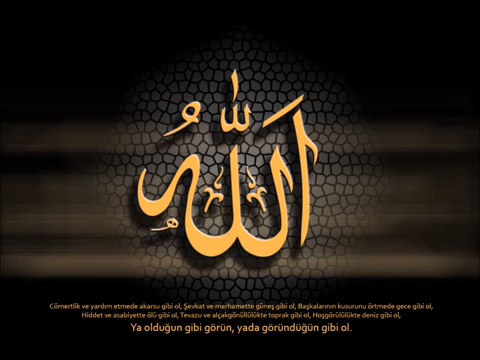 الله
Cömertlik ve yardım etmede akarsu gibi ol, Şevkat ve merhamette güneş gibi ol, Başkalarının kusurunu örtmede gece gibi ol,
Hiddet ve asabiyette ölü gibi ol, Tevazu ve alçakgönüllülükte toprak gibi ol, Hoşgörülülükte deniz gibi ol,
Ya olduğun gibi görün, yada göründüğün gibi ol.